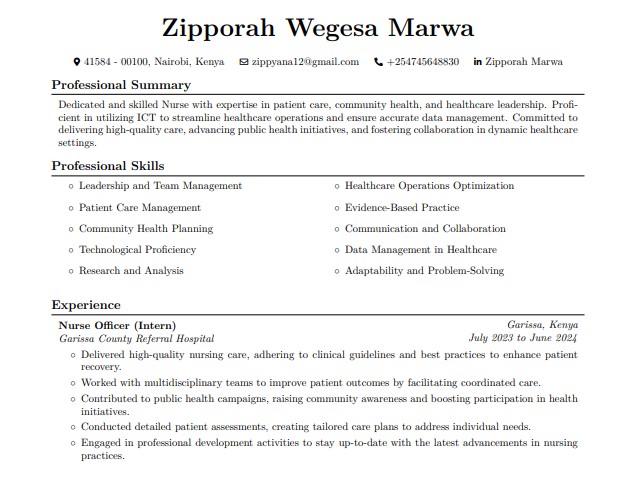 Zipporah Wegesa Marwa
41584 - 00100, Nairobi, Kenya zippyana12@gmail.com +254745648830 Zipporah Marwa
Professional Summary
Dedicated and skilled Nurse with expertise in patient care, community health, and healthcare leadership. Profi-
cient in utilizing ICT to streamline healthcare operations and ensure accurate data management. Committed to
delivering high-quality care, advancing public health initiatives, and fostering collaboration in dynamic healthcare
settings.
Professional Skills
Leadership and Team Management
Patient Care Management
Community Health Planning
Technological Proficiency
Research and Analysis
Healthcare Operations Optimization
Evidence-Based Practice
Communication and Collaboration
Data Management in Healthcare
Adaptability and Problem-Solving
Experience
Nurse Officer (Intern) Garissa, Kenya
Garissa County Referral Hospital July 2023 to June 2024
Delivered high-quality nursing care, adhering to clinical guidelines and best practices to enhance patient
recovery.
Worked with multidisciplinary teams to improve patient outcomes by facilitating coordinated care.
Contributed to public health campaigns, raising community awareness and boosting participation in health
initiatives.
Conducted detailed patient assessments, creating tailored care plans to address individual needs.
Engaged in professional development activities to stay up-to-date with the latest advancements in nursing
practices.